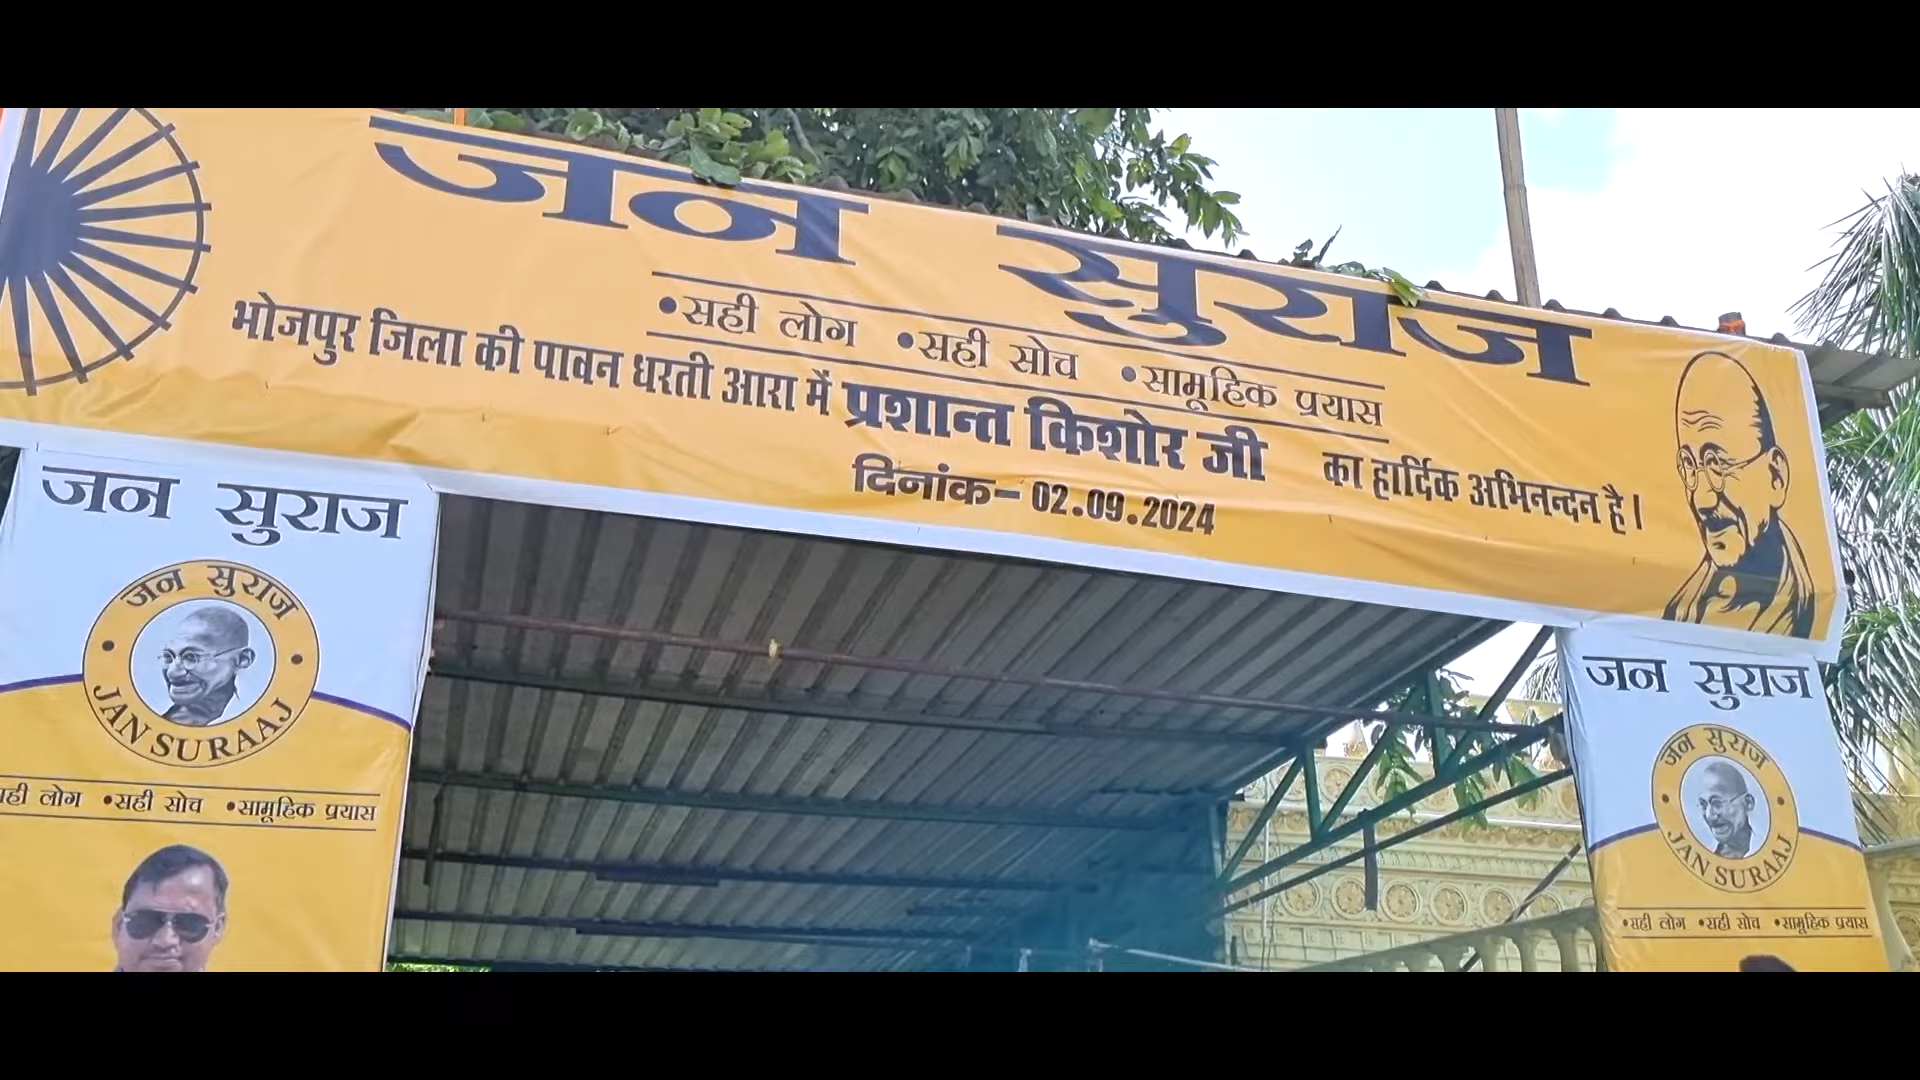 जन सुराज
•सही लोग •सही सोच •सामूहिक प्रयास
भोजपुर जिला की पावन धरती आरा में प्रशान्त किशोर जी का हार्दिक अभिनन्दन है।
दिनांक- 02.09.2024
जन सुराज
जन सुराज
JAN SURAAJ
लोग •सही सोच •सामूहिक प्रयास
जन सुराज
जन सुराज
JAN SURAAJ
•सही लोग •सही सोच •सामूहिक प्रयास